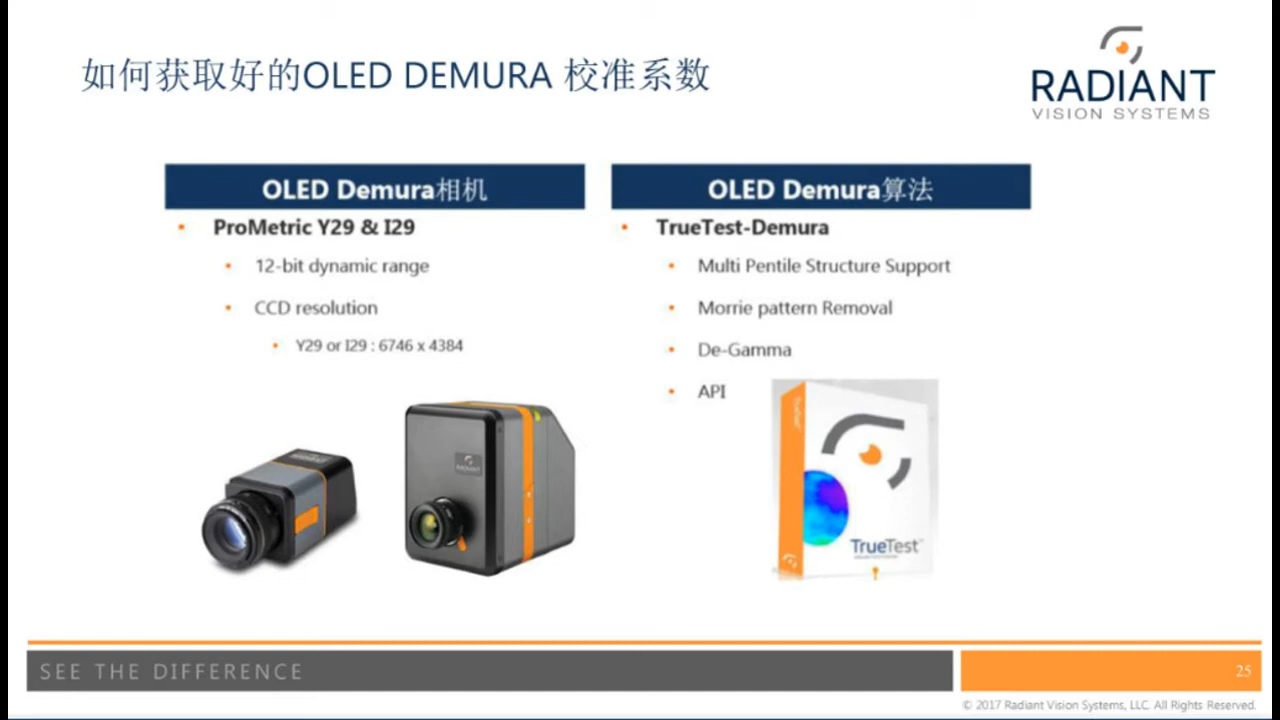 如何获取好的OLED DEMURA 校准系数
RADIANT
VISION SYSTEMS
OLED Demura相机
• ProMetric Y29 & I29
• 12-bit dynamic range
• CCD resolution
• Y29 or I29 : 6746 x 4384
OLED Demura算法
• TrueTest-Demura
• Multi Pentile Structure Support
• Morrie pattern Removal
• De-Gamma
• API
RADIANT
TrueTest™
SEE THE DIFFERENCE
25
© 2017 Radiant Vision Systems, LLC. All Rights Reserved.